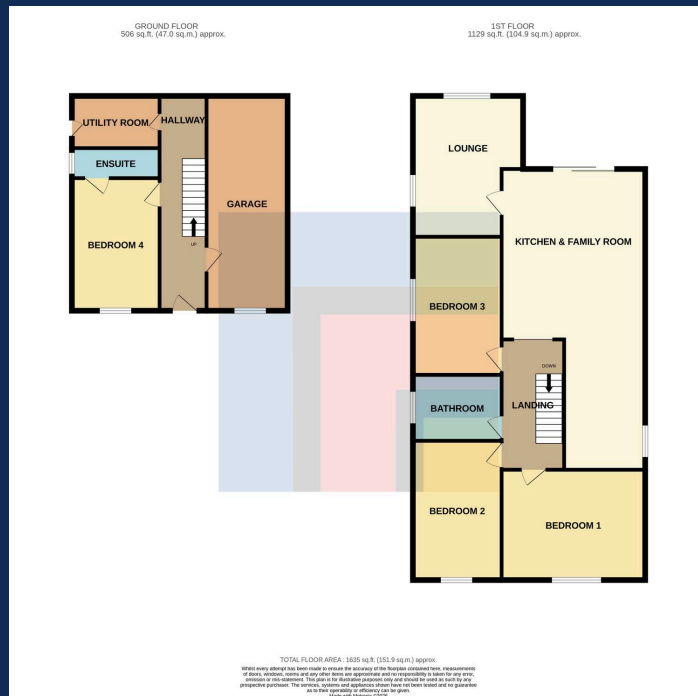 GROUND FLOOR
506 sq.ft. (47.0 sq.m.) approx.
1ST FLOOR
1129 sq.ft. (104.9 sq.m.) approx.
UTILITY ROOM
HALLWAY
ENSUITE
GARAGE
BEDROOM 4
UP
LOUNGE
KITCHEN & FAMILY ROOM
BEDROOM 3
DOWN
BATHROOM
LANDING
BEDROOM 2
BEDROOM 1
TOTAL FLOOR AREA : 1635 sq.ft. (151.9 sq.m.) approx.
Whilst every attempt has been made to ensure the accuracy of the floorplan contained here, measurements
of doors, windows, rooms and any other items are approximate and no responsibility is taken for any error,
omission or mis-statement. This plan is for illustrative purposes only and should be used as such by any
prospective purchaser. The services, systems and appliances shown have not been tested and no guarantee
as to their operability or efficiency can be given.
Made with Metropix ©2025